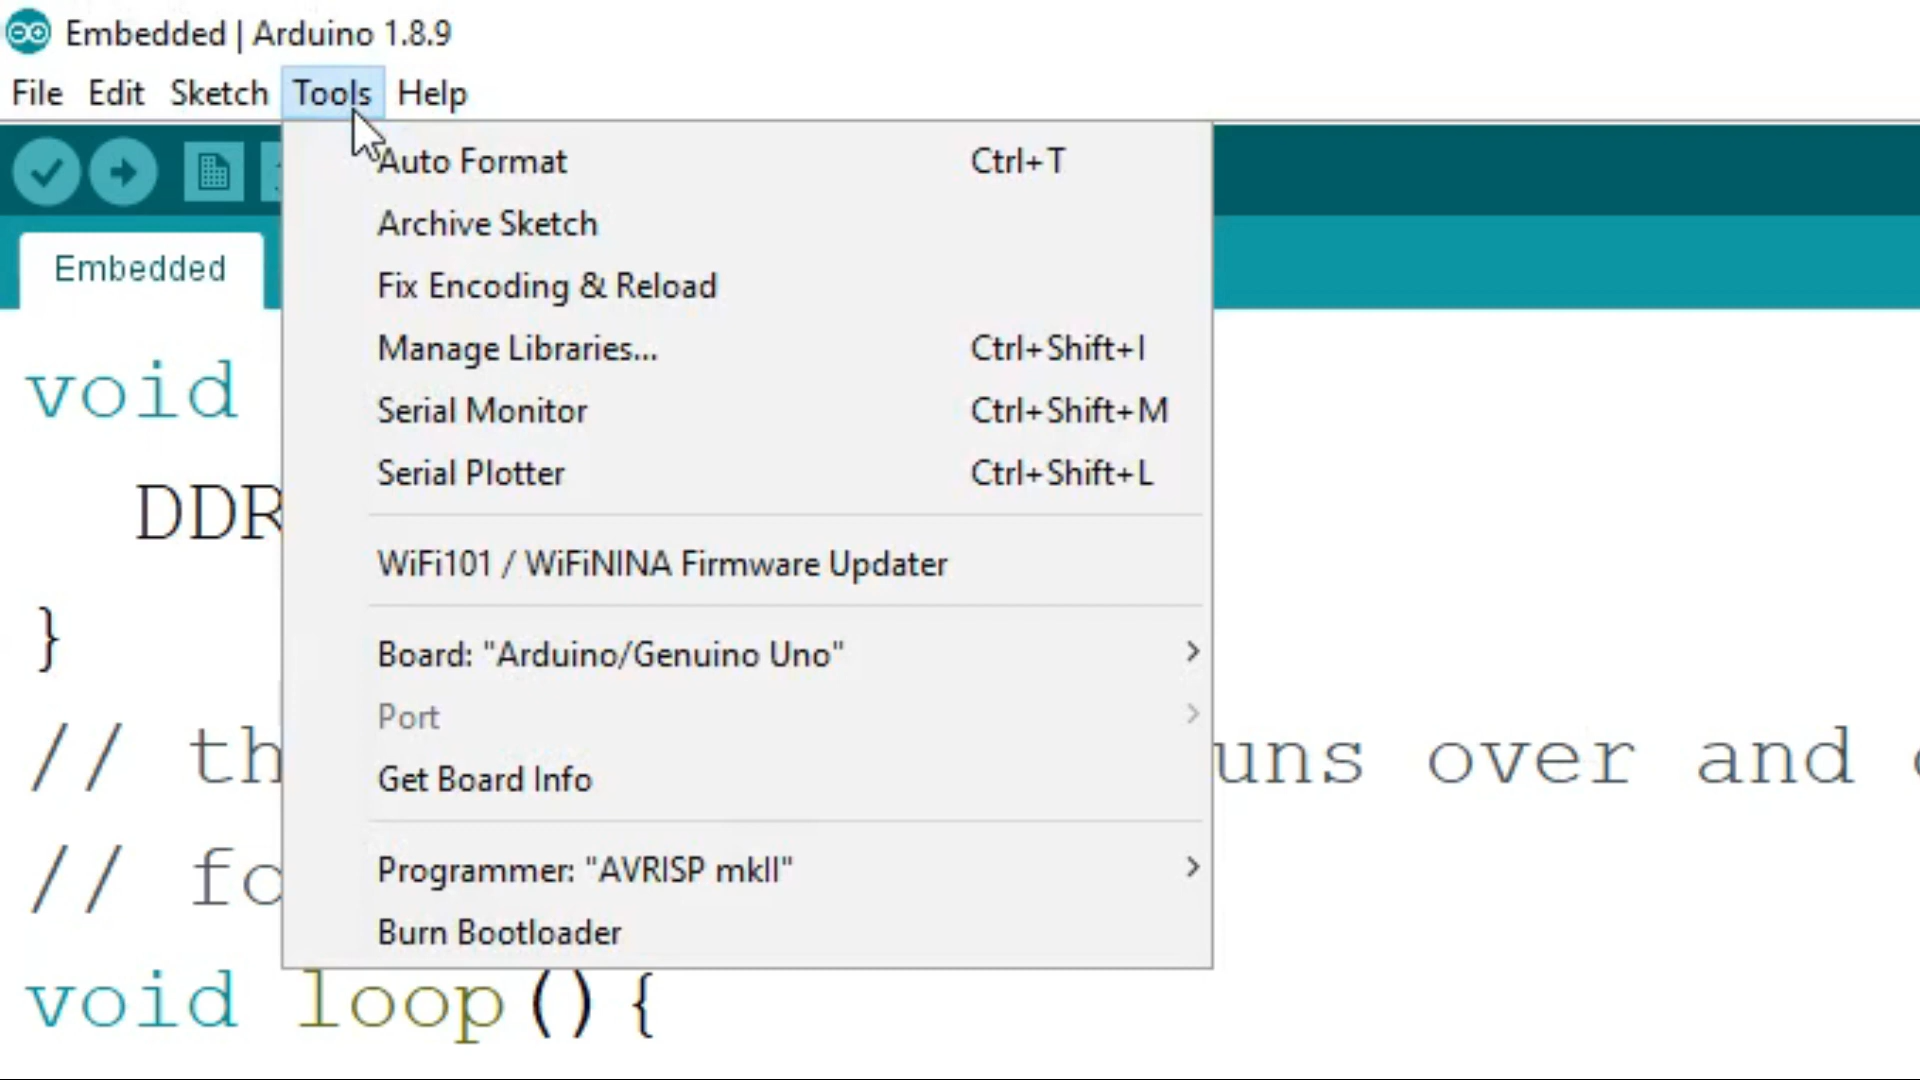 Embedded | Arduino 1.8.9
File Edit Sketch Tools Help
Auto Format Ctrl+T
Archive Sketch
Fix Encoding & Reload
Manage Libraries... Ctrl+Shift+I
Serial Monitor Ctrl+Shift+M
Serial Plotter Ctrl+Shift+L
WiFi101 / WiFiNINA Firmware Updater
Board: "Arduino/Genuino Uno"
Port
Get Board Info
Programmer: "AVRISP mkII"
Burn Bootloader
Embedded
void
DDR
}
// th uns over and
// fo
void loop() {